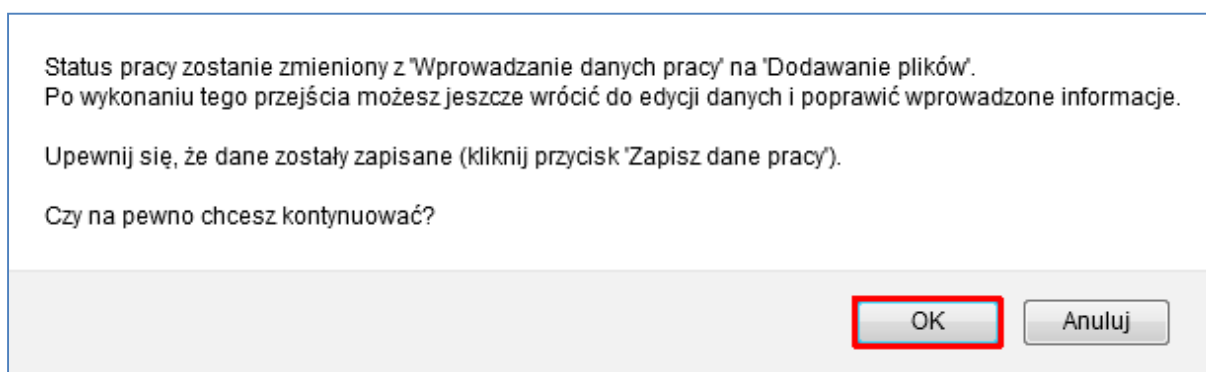 Status pracy zostanie zmieniony z 'Wprowadzanie danych pracy' na 'Dodawanie plików'.
Po wykonaniu tego przejścia możesz jeszcze wrócić do edycji danych i poprawić wprowadzone informacje.
Upewnij się, że dane zostały zapisane (kliknij przycisk 'Zapisz dane pracy').
Czy na pewno chcesz kontynuować?
OK
Anuluj